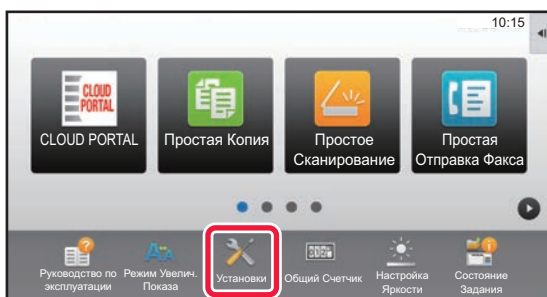 10:15
CLOUD
PORTAL
CLOUD PORTAL
Простая Копия
Простое
Сканирование
Простая
Отправка Факса
Руководство по
эксплуатации
Режим Увелич.
Показа
Установки
Общий Счетчик
Настройка
Яркости
Состояние
Задания